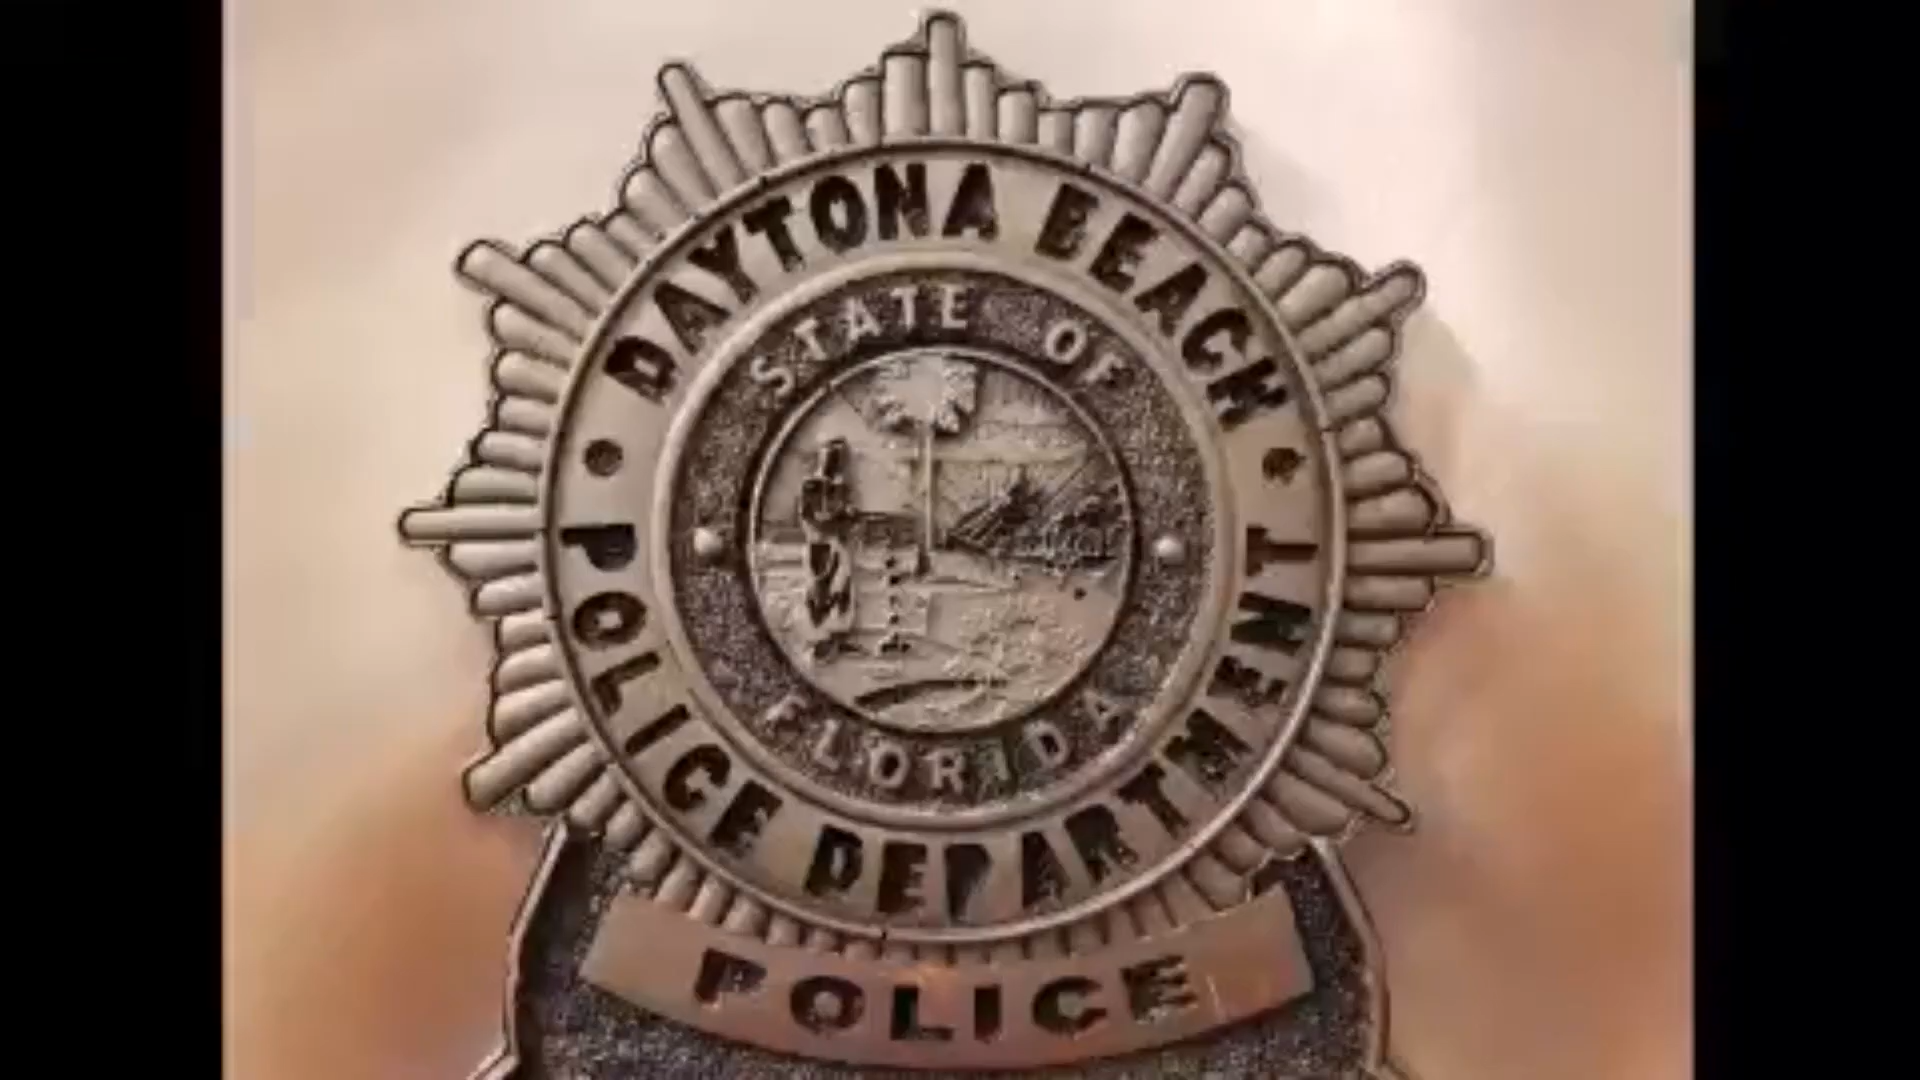 DAYTONA BEACH
STATE OF
FLORIDA
POLICE DEPARTMENT
POLICE